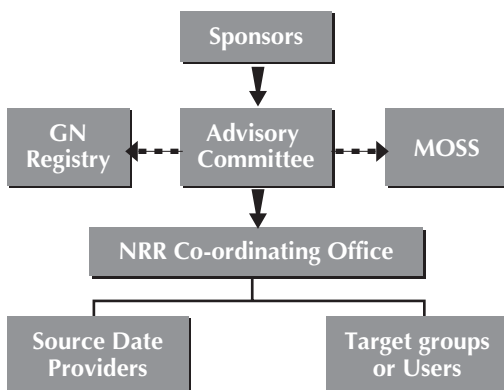 Sponsors
GN
Registry
Advisory
Committee
MOSS
NRR Co-ordinating Office
Source Date
Providers
Target groups
or Users